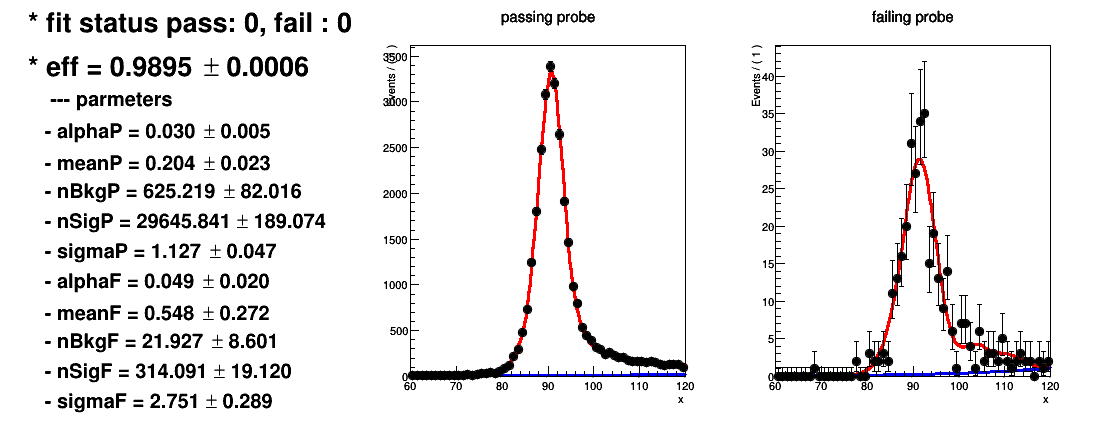 * fit status pass: 0, fail : 0
* eff = 0.9895 ± 0.0006
--- parmeters
- alphaP = 0.030 ± 0.005
- meanP = 0.204 ± 0.023
- nBkgP = 625.219 ± 82.016
- nSigP = 29645.841 ± 189.074
- sigmaP = 1.127 ± 0.047
- alphaF = 0.049 ± 0.020
- meanF = 0.548 ± 0.272
- nBkgF = 21.927 ± 8.601
- nSigF = 314.091 ± 19.120
- sigmaF = 2.751 ± 0.289
passing probe
Events / ( 1 )
3500
3000
2500
2000
1500
1000
500
0
60 70 80 90 100 110 120
x
failing probe
Events / ( 1 )
40
35
30
25
20
15
10
5
0
60 70 80 90 100 110 120
x